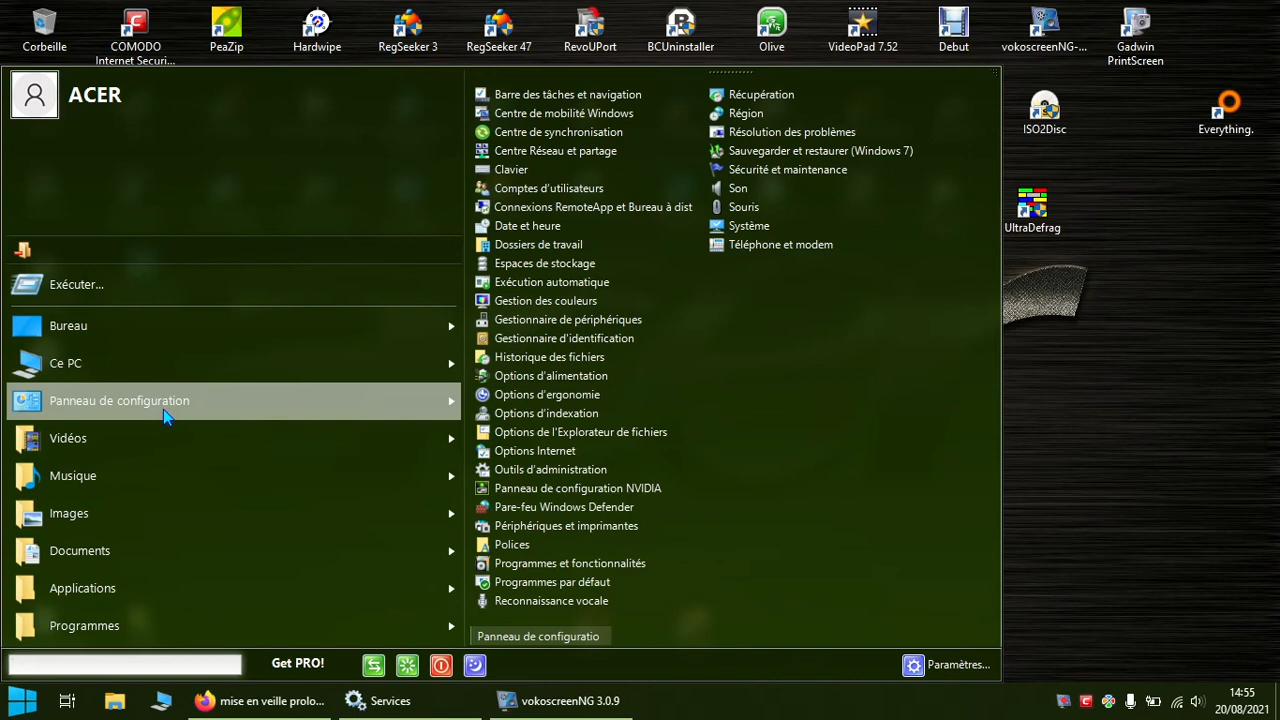 Corbeille
COMODO
Internet Securi...
PeaZip
Hardwipe
RegSeeker 3
RegSeeker 47
RevoUPort
BCUninstaller
Olive
VideoPad 7.52
Debut
vokoscreenNG-...
Gadwin
PrintScreen
ISO2Disc
Everything.
UltraDefrag
ACER
Exécuter...
Bureau
Ce PC
Panneau de configuration
Vidéos
Musique
Images
Documents
Applications
Programmes
Barre des tâches et navigation
Centre de mobilité Windows
Centre de synchronisation
Centre Réseau et partage
Clavier
Comptes d'utilisateurs
Connexions RemoteApp et Bureau à dist
Date et heure
Dossiers de travail
Espaces de stockage
Exécution automatique
Gestion des couleurs
Gestionnaire de périphériques
Gestionnaire d'identification
Historique des fichiers
Options d'alimentation
Options d'ergonomie
Options d'indexation
Options de l'Explorateur de fichiers
Options Internet
Outils d'administration
Panneau de configuration NVIDIA
Pare-feu Windows Defender
Périphériques et imprimantes
Polices
Programmes et fonctionnalités
Programmes par défaut
Reconnaissance vocale
Récupération
Région
Résolution des problèmes
Sauvegarder et restaurer (Windows 7)
Sécurité et maintenance
Son
Souris
Système
Téléphone et modem
Panneau de configuratio
Get PRO!
Paramètres...
mise en veille prolo...
Services
vokoscreenNG 3.0.9
14:55
20/08/2021